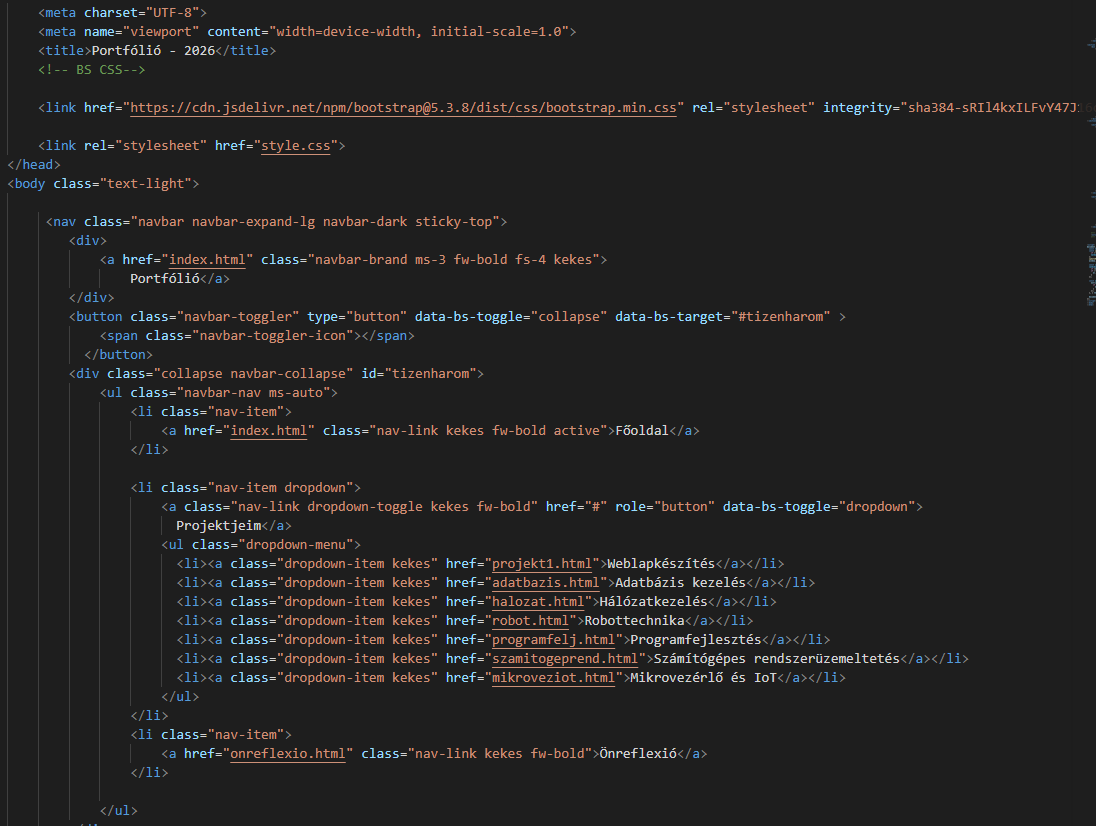 <meta charset="UTF-8">
<meta name="viewport" content="width=device-width, initial-scale=1.0">
<title>Portfólió - 2026</title>
<!-- BS CSS-->
<link href="https://cdn.jsdelivr.net/npm/bootstrap@5.3.8/dist/css/bootstrap.min.css" rel="stylesheet" integrity="sha384-sRIl4kxILFvY47J
<link rel="stylesheet" href="style.css">
</head>
<body class="text-light">
<nav class="navbar navbar-expand-lg navbar-dark sticky-top">
<div>
<a href="index.html" class="navbar-brand ms-3 fw-bold fs-4 kekes">
Portfólió</a>
</div>
<button class="navbar-toggler" type="button" data-bs-toggle="collapse" data-bs-target="#tizenharom" >
<span class="navbar-toggler-icon"></span>
</button>
<div class="collapse navbar-collapse" id="tizenharom">
<ul class="navbar-nav ms-auto">
<li class="nav-item">
<a href="index.html" class="nav-link kekes fw-bold active">Főoldal</a>
</li>
<li class="nav-item dropdown">
<a class="nav-link dropdown-toggle kekes fw-bold" href="#" role="button" data-bs-toggle="dropdown">
Projektjeim</a>
<ul class="dropdown-menu">
<li><a class="dropdown-item kekes" href="projekt1.html">Weblapkészítés</a></li>
<li><a class="dropdown-item kekes" href="adatbazis.html">Adatbázis kezelés</a></li>
<li><a class="dropdown-item kekes" href="halozat.html">Hálózatkezelés</a></li>
<li><a class="dropdown-item kekes" href="robot.html">Robottechnika</a></li>
<li><a class="dropdown-item kekes" href="programfelj.html">Programfejlesztés</a></li>
<li><a class="dropdown-item kekes" href="szamitogeprend.html">Számítógépes rendszerüzemeltetés</a></li>
<li><a class="dropdown-item kekes" href="mikroveziot.html">Mikrovezérlő és IoT</a></li>
</ul>
</li>
<li class="nav-item">
<a href="onreflexio.html" class="nav-link kekes fw-bold">Önreflexió</a>
</li>
</ul>